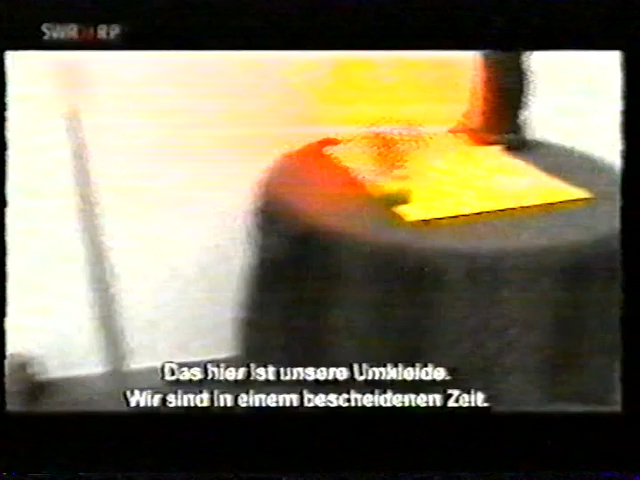 SWR RP
Das hier ist unsere Umkleide.
Wir sind in einem bescheidenen Zelt.